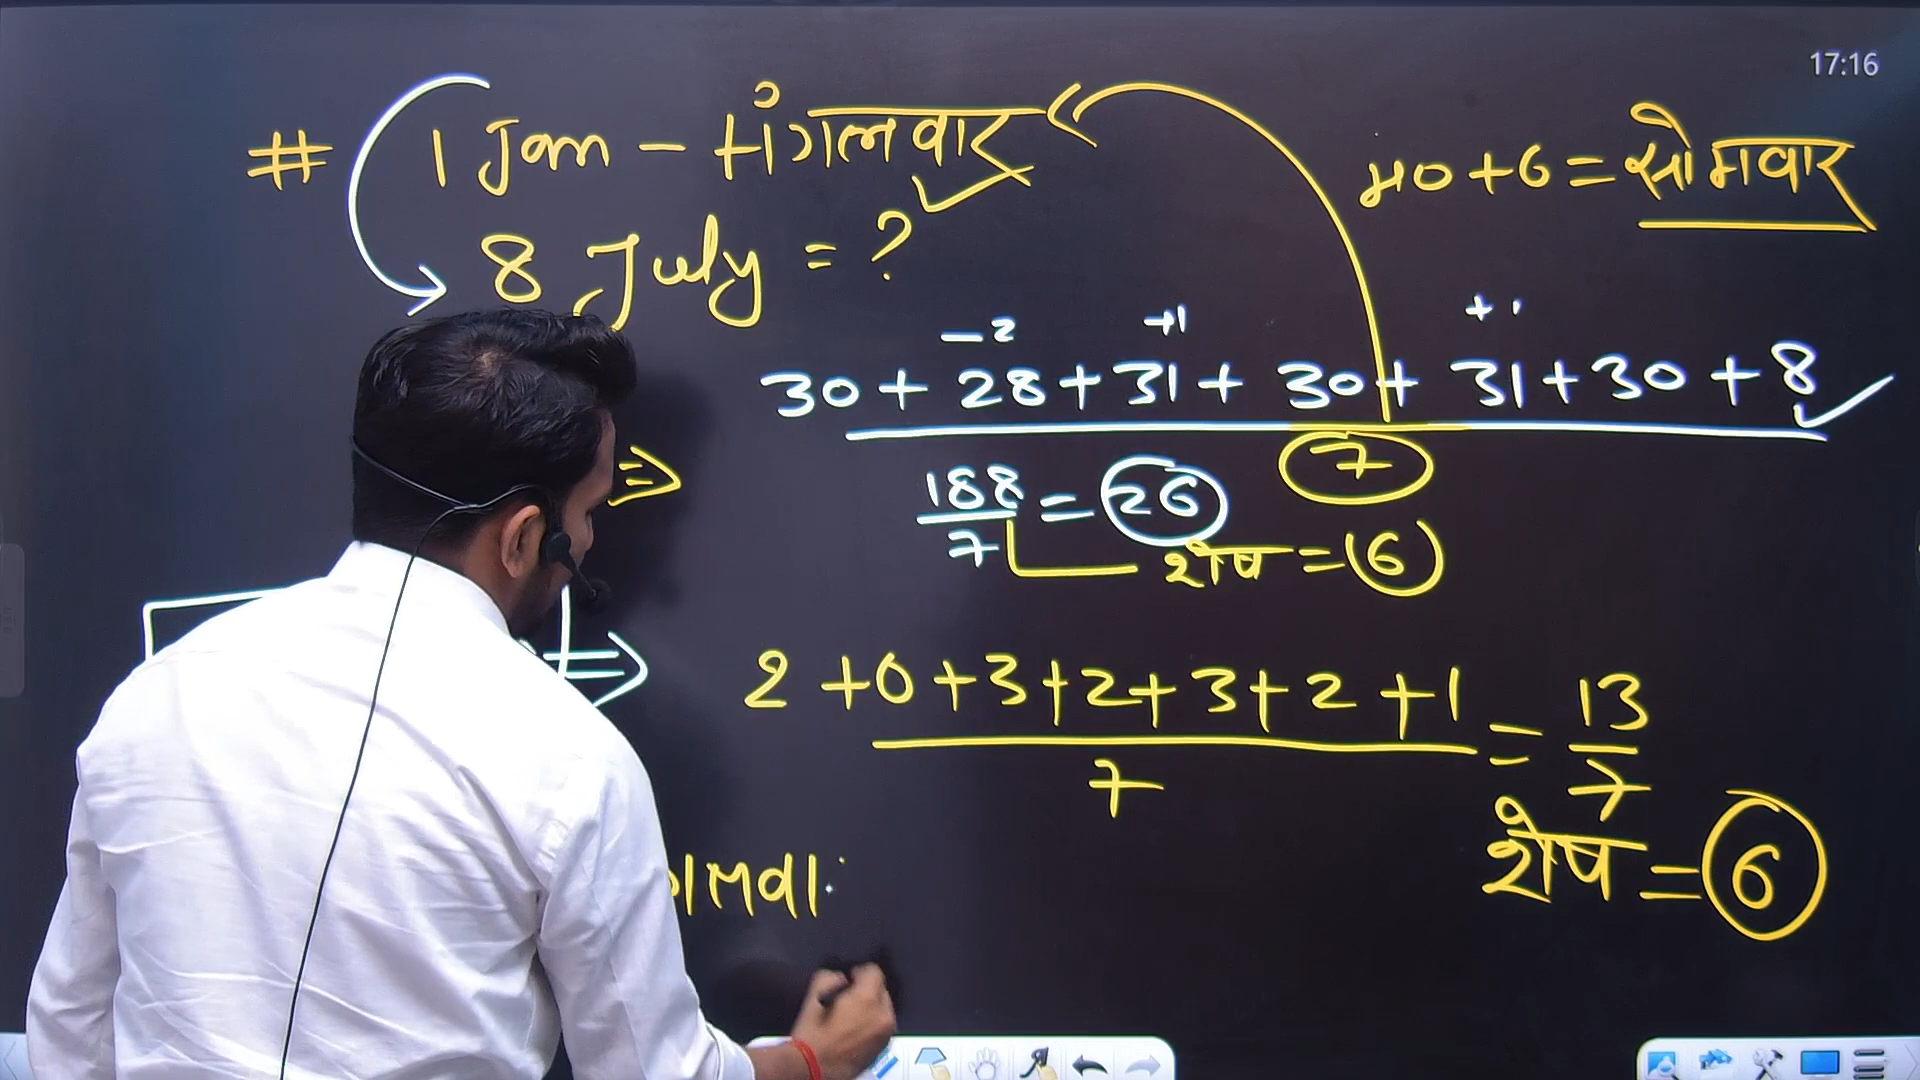 17:16
# 1 Jan - मंगलवार
मं0 + 6 = सोमवार
8 July = ?
-2 +1 +1
30 + 28 + 31 + 30 + 31 + 30 + 8
⇒ 7
188/7 = 26
शेष = 6
⇒ 2 + 0 + 3 + 2 + 3 + 2 + 1 / 7 = 13/7
शेष = 6